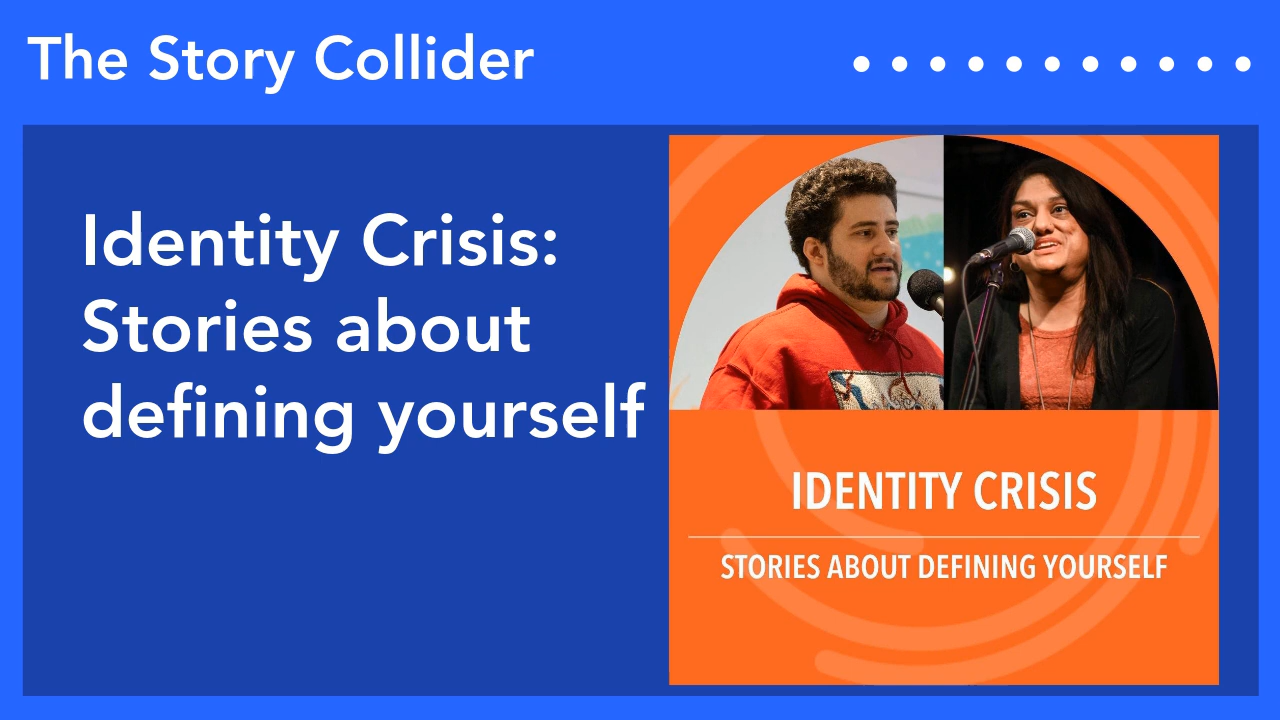 The Story Collider
Identity Crisis:
Stories about
defining yourself
IDENTITY CRISIS
STORIES ABOUT DEFINING YOURSELF